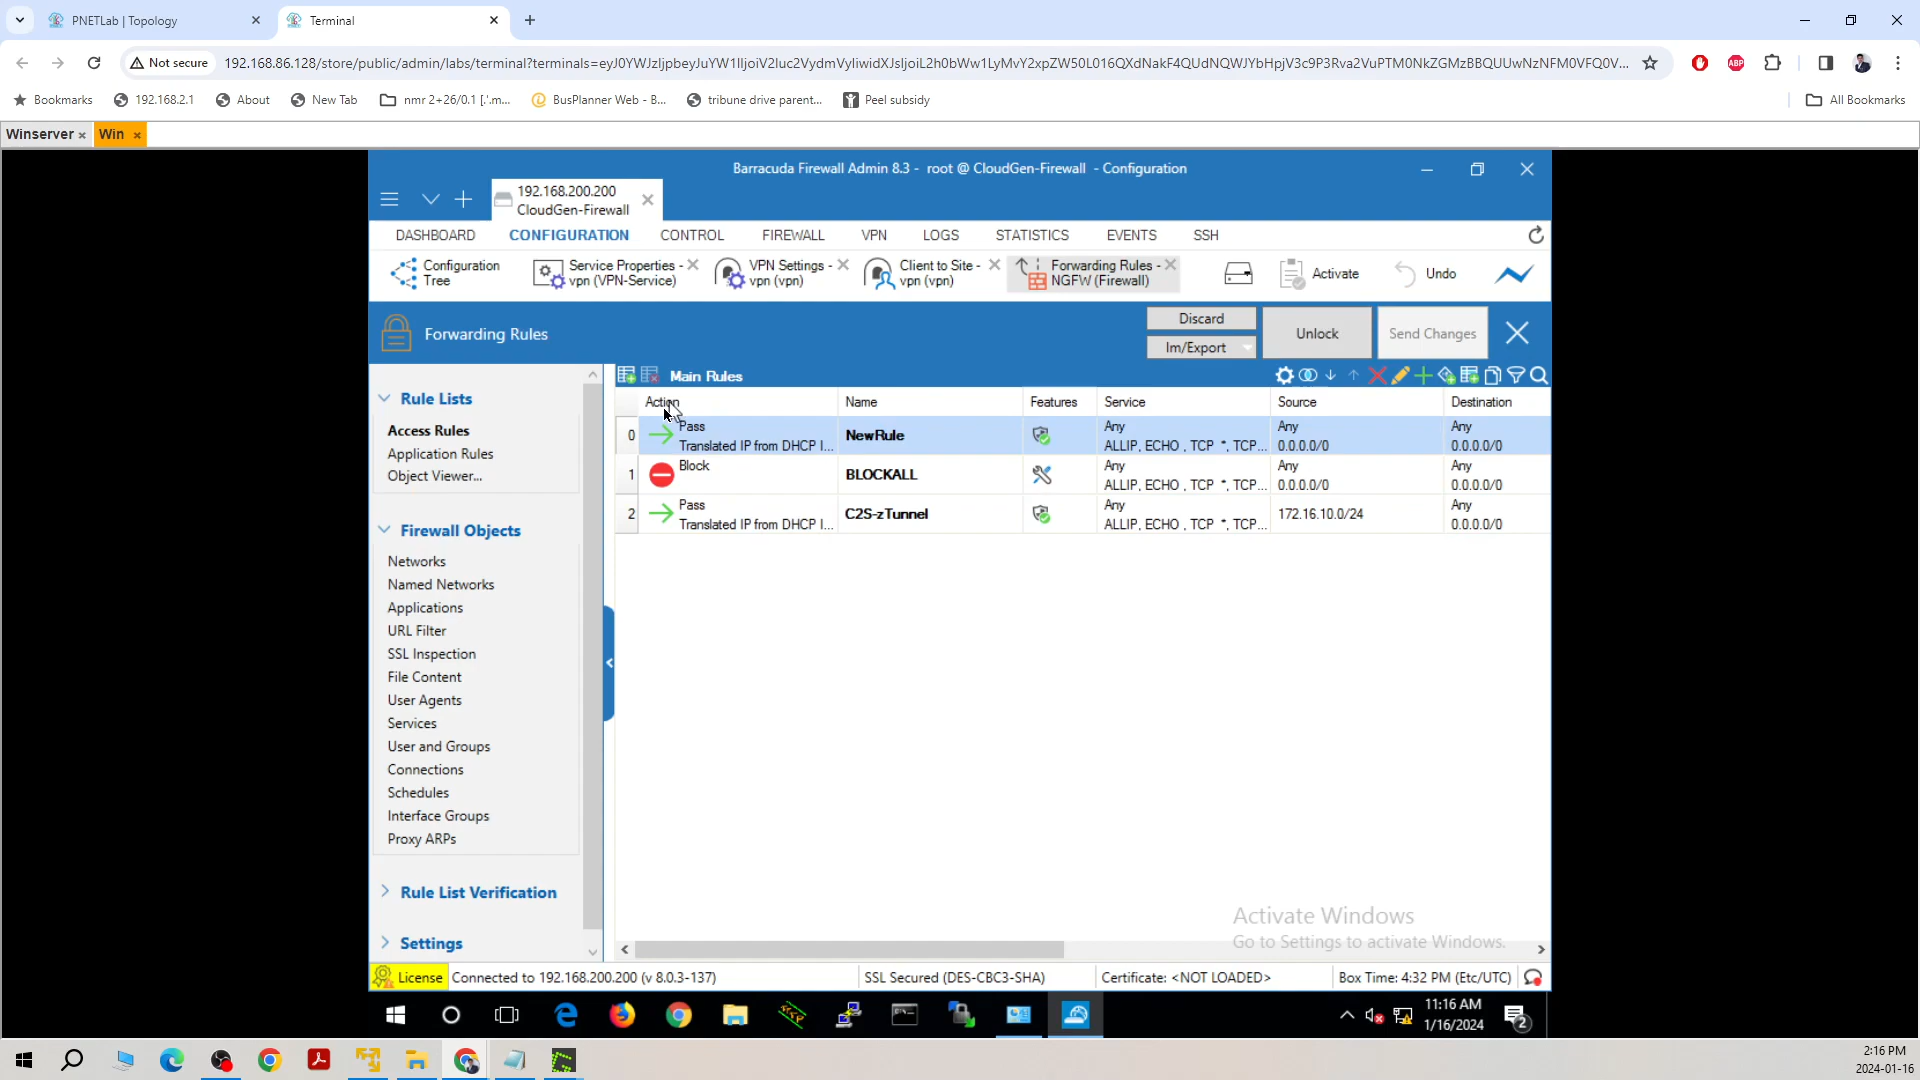 PNETLab | Topology
Terminal
Not secure
192.168.86.128/store/public/admin/labs/terminal?terminals=
Bookmarks
192.168.2.1
About
New Tab
nmr 2+26/0.1 [.'.m...
BusPlanner Web - B...
tribune drive parent...
Peel subsidy
All Bookmarks
Winserver
Win
Barracuda Firewall Admin 8.3 - root @ CloudGen-Firewall - Configuration
192.168.200.200
CloudGen-Firewall
DASHBOARD CONFIGURATION CONTROL FIREWALL VPN LOGS STATISTICS EVENTS SSH
Configuration
Tree
Service Properties -
vpn (VPN-Service)
VPN Settings -
vpn (vpn)
Client to Site -
vpn (vpn)
Forwarding Rules -
NGFW (Firewall)
Activate
Undo
Forwarding Rules
Discard
Im/Export
Unlock
Send Changes
Rule Lists
Access Rules
Application Rules
Object Viewer...
Firewall Objects
Networks
Named Networks
Applications
URL Filter
SSL Inspection
File Content
User Agents
Services
User and Groups
Connections
Schedules
Interface Groups
Proxy ARPs
Rule List Verification
Settings
Main Rules
Action Name Features Service Source Destination
0
Pass
Translated IP from DHCP I...
NewRule
Any
ALLIP, ECHO , TCP *, TCP...
Any
0.0.0.0/0
Any
0.0.0.0/0
1
Block
BLOCKALL
Any
ALLIP, ECHO , TCP *, TCP...
Any
0.0.0.0/0
Any
0.0.0.0/0
2
Pass
Translated IP from DHCP I...
C2S-zTunnel
Any
ALLIP, ECHO , TCP *, TCP...
172.16.10.0/24
Any
0.0.0.0/0
Activate Windows
Go to Settings to activate Windows.
License
Connected to 192.168.200.200 (v 8.0.3-137)
SSL Secured (DES-CBC3-SHA)
Certificate: <NOT LOADED>
Box Time: 4:32 PM (Etc/UTC)
11:16 AM
1/16/2024
2
2:16 PM
2024-01-16